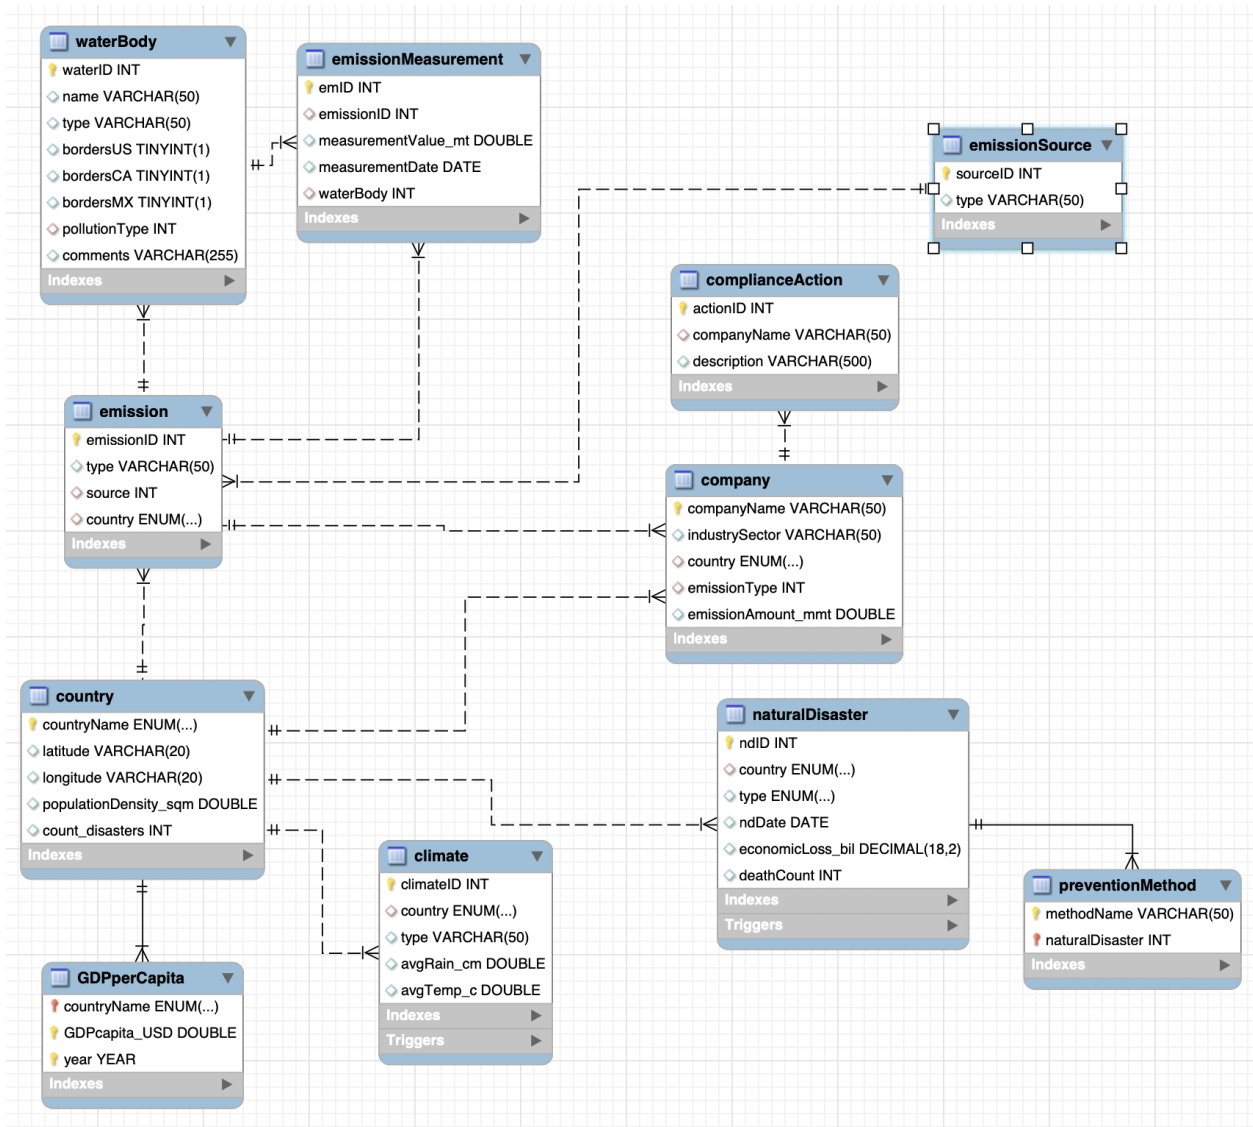 waterBody
waterID INT
name VARCHAR(50)
type VARCHAR(50)
bordersUS TINYINT(1)
bordersCA TINYINT(1)
bordersMX TINYINT(1)
pollutionType INT
comments VARCHAR(255)
Indexes
emissionMeasurement
emID INT
emissionID INT
measurementValue_mt DOUBLE
measurementDate DATE
waterBody INT
Indexes
emissionSource
sourceID INT
type VARCHAR(50)
Indexes
complianceAction
actionID INT
companyName VARCHAR(50)
description VARCHAR(500)
Indexes
emission
emissionID INT
type VARCHAR(50)
source INT
country ENUM(...)
Indexes
company
companyName VARCHAR(50)
industrySector VARCHAR(50)
country ENUM(...)
emissionType INT
emissionAmount_mmt DOUBLE
Indexes
country
countryName ENUM(...)
latitude VARCHAR(20)
longitude VARCHAR(20)
populationDensity_sqm DOUBLE
count_disasters INT
Indexes
naturalDisaster
ndID INT
country ENUM(...)
type ENUM(...)
ndDate DATE
economicLoss_bil DECIMAL(18,2)
deathCount INT
Indexes
Triggers
climate
climateID INT
country ENUM(...)
type VARCHAR(50)
avgRain_cm DOUBLE
avgTemp_c DOUBLE
Indexes
Triggers
preventionMethod
methodName VARCHAR(50)
naturalDisaster INT
Indexes
GDPperCapita
countryName ENUM(...)
GDPcapita_USD DOUBLE
year YEAR
Indexes